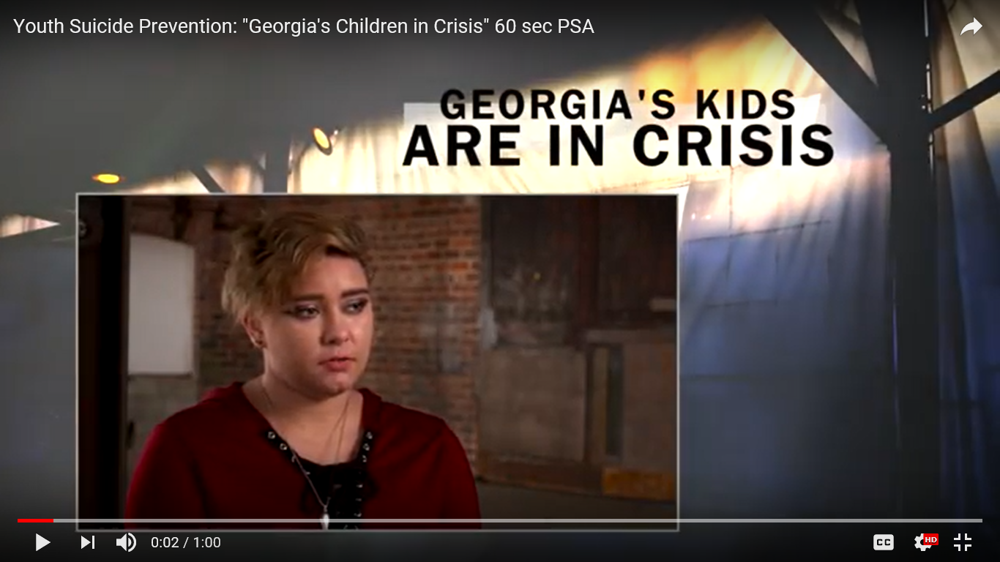 Youth Suicide Prevention: "Georgia's Children in Crisis" 60 sec PSA
GEORGIA'S KIDS
ARE IN CRISIS
0:02 / 1:00
CC
HD